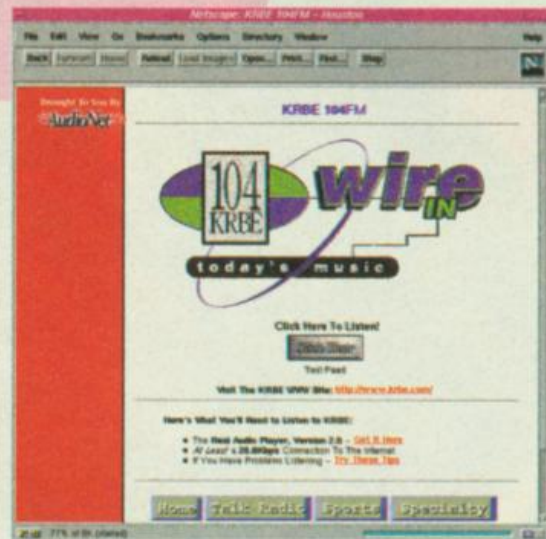 Netscape: KRBE 104FM - Houston
File Edit View Go Bookmarks Options Directory Window Help
Back Forward Home Reload Load Images Open... Print... Find... Stop
N
Brought To You By
AudioNet
KRBE 104FM
104
KRBE
wire
IN
today's music
Click Here To Listen!
Test Feed
Visit The KRBE WWW Site: http://www.krbe.com/
Here's What You'll Need to Listen to KRBE:
The Real Audio Player, Version 2.0 - Get It Here
At Least a 28.8Kbps Connection To The Internet
If You Have Problems Listening - Try These Tips
Home Talk Radio Sports Specialty
77% of 8K